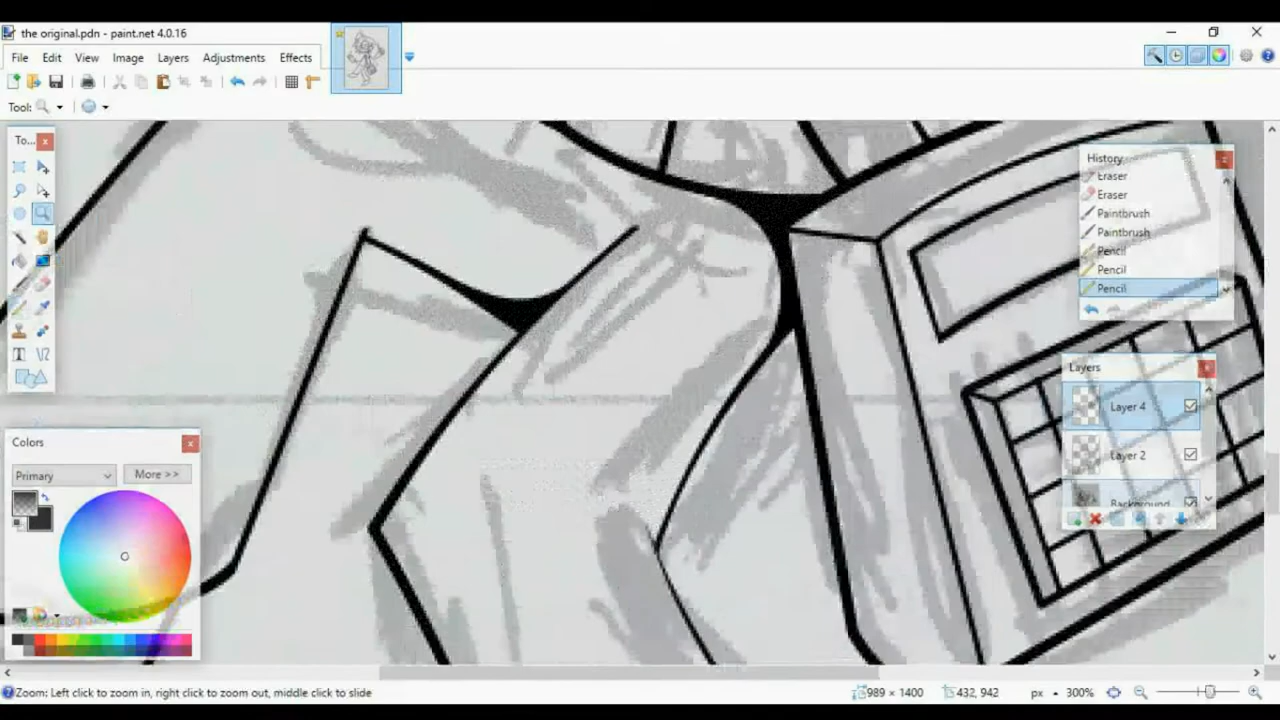 the original.pdn - paint.net 4.0.16
File Edit View Image Layers Adjustments Effects
Tool:
To...
History
Eraser
Eraser
Paintbrush
Paintbrush
Pencil
Pencil
Pencil
Layers
Layer 4
Layer 2
Background
Colors
Primary More >>
Zoom: Left click to zoom in, right click to zoom out, middle click to slide 989 × 1400 432, 942 px 300%